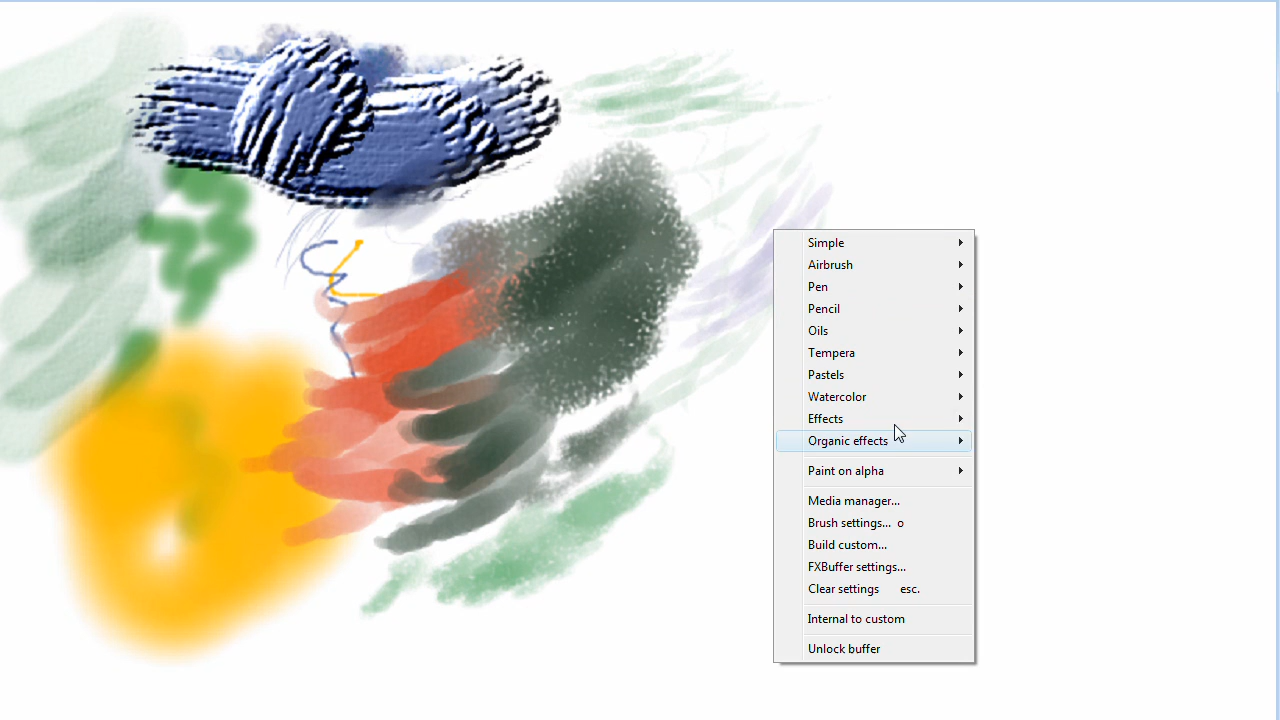 Simple
Airbrush
Pen
Pencil
Oils
Tempera
Pastels
Watercolor
Effects
Organic effects
Paint on alpha
Media manager...
Brush settings... o
Build custom...
FXBuffer settings...
Clear settings esc.
Internal to custom
Unlock buffer